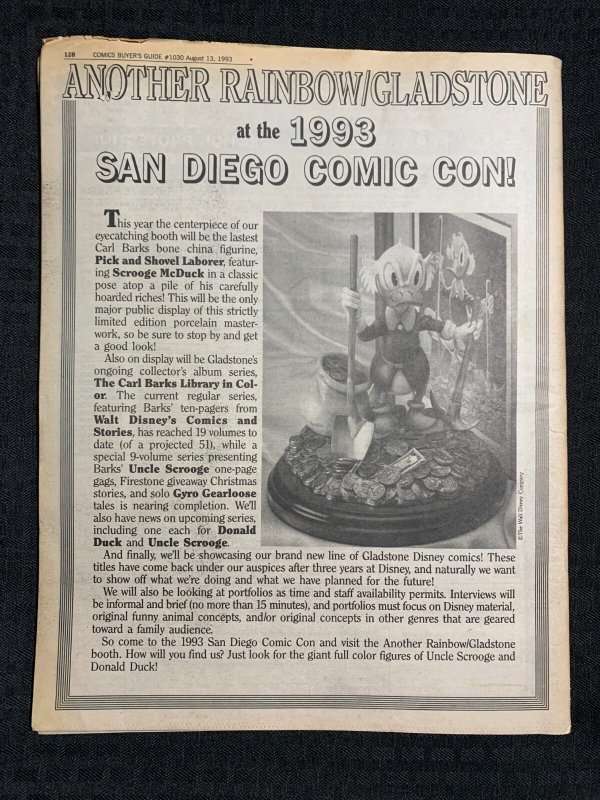 128 COMICS BUYER'S GUIDE #1030 August 13, 1993
ANOTHER RAINBOW/GLADSTONE
at the 1993
SAN DIEGO COMIC CON!
This year the centerpiece of our
eyecatching booth will be the lastest
Carl Barks bone china figurine,
Pick and Shovel Laborer, featur-
ing Scrooge McDuck in a classic
pose atop a pile of his carefully
hoarded riches! This will be the only
major public display of this strictly
limited edition porcelain master-
work, so be sure to stop by and get
a good look!
Also on display will be Gladstone's
ongoing collector's album series,
The Carl Barks Library in Col-
or. The current regular series,
featuring Barks' ten-pagers from
Walt Disney's Comics and
Stories, has reached 19 volumes to
date (of a projected 51), while a
special 9-volume series presenting
Barks' Uncle Scrooge one-page
gags, Firestone giveaway Christmas
stories, and solo Gyro Gearloose
tales is nearing completion. We'll
also have news on upcoming series,
including one each for Donald
Duck and Uncle Scrooge.
And finally, we'll be showcasing our brand new line of Gladstone Disney comics! These
titles have come back under our auspices after three years at Disney, and naturally we want
to show off what we're doing and what we have planned for the future!
We will also be looking at portfolios as time and staff availability permits. Interviews will
be informal and brief (no more than 15 minutes), and portfolios must focus on Disney material,
original funny animal concepts, and/or original concepts in other genres that are geared
toward a family audience.
So come to the 1993 San Diego Comic Con and visit the Another Rainbow/Gladstone
booth. How will you find us? Just look for the giant full color figures of Uncle Scrooge and
Donald Duck!
©The Walt Disney Company